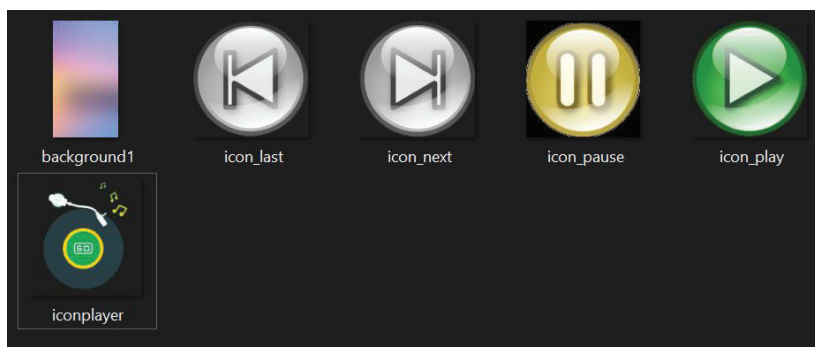 background1
icon_last
icon_next
icon_pause
icon_play
iconplayer